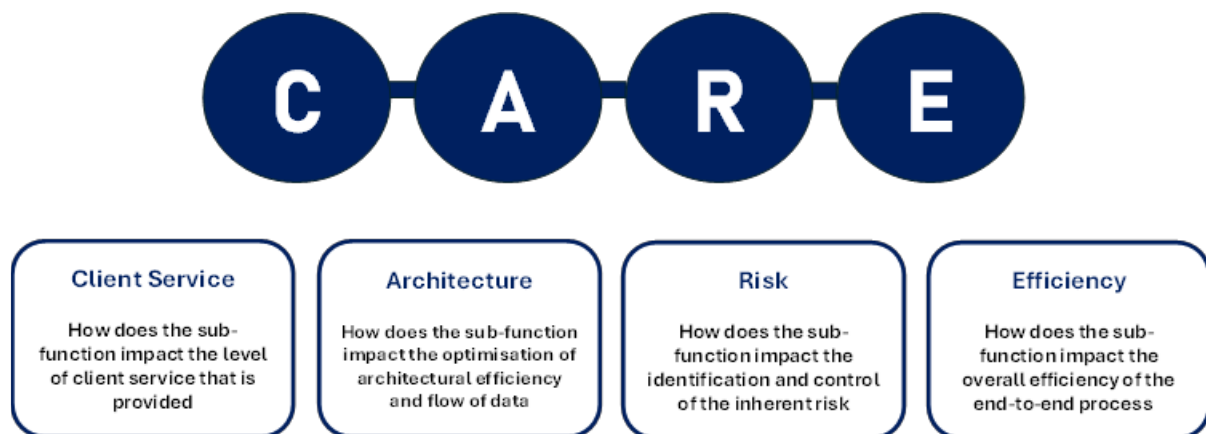 C A R E
Client Service
How does the sub-
function impact the level
of client service that is
provided
Architecture
How does the sub-function
impact the optimisation of
architectural efficiency
and flow of data
Risk
How does the sub-
function impact the
identification and control
of the inherent risk
Efficiency
How does the sub-
function impact the
overall efficiency of the
end-to-end process